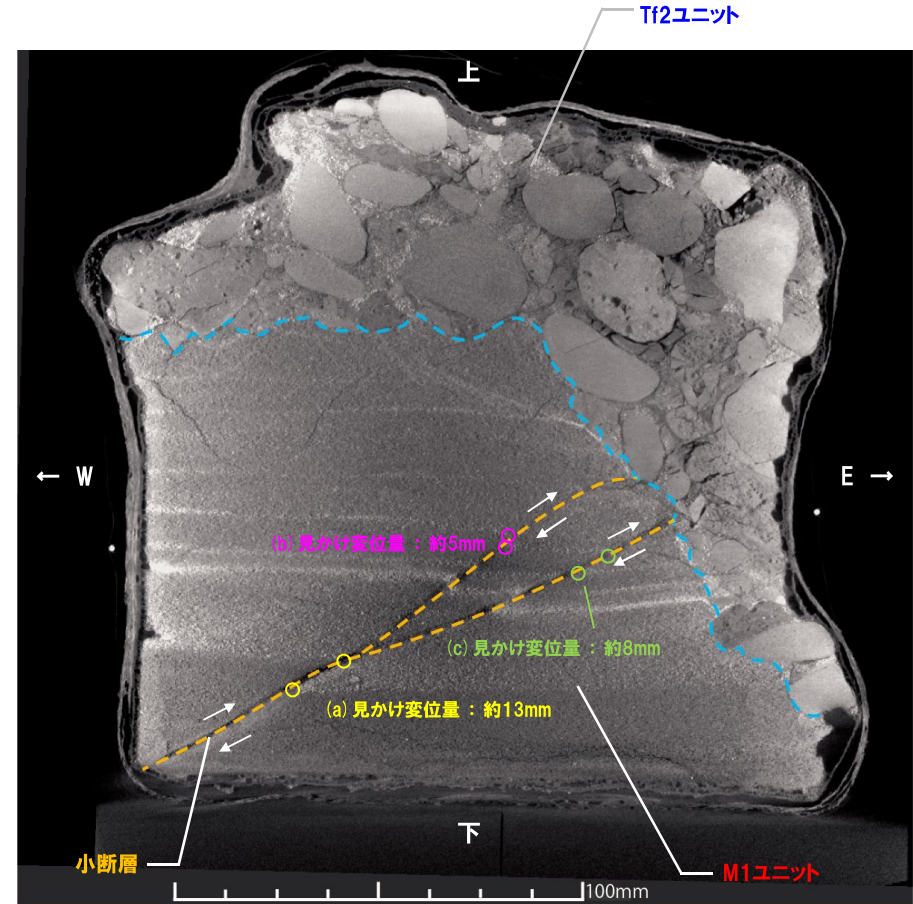 Tf2ユニット
上
← W
E →
(b) 見かけ変位量 : 約5mm
(c) 見かけ変位量 : 約8mm
(a) 見かけ変位量 : 約13mm
下
小断層
M1ユニット
100mm